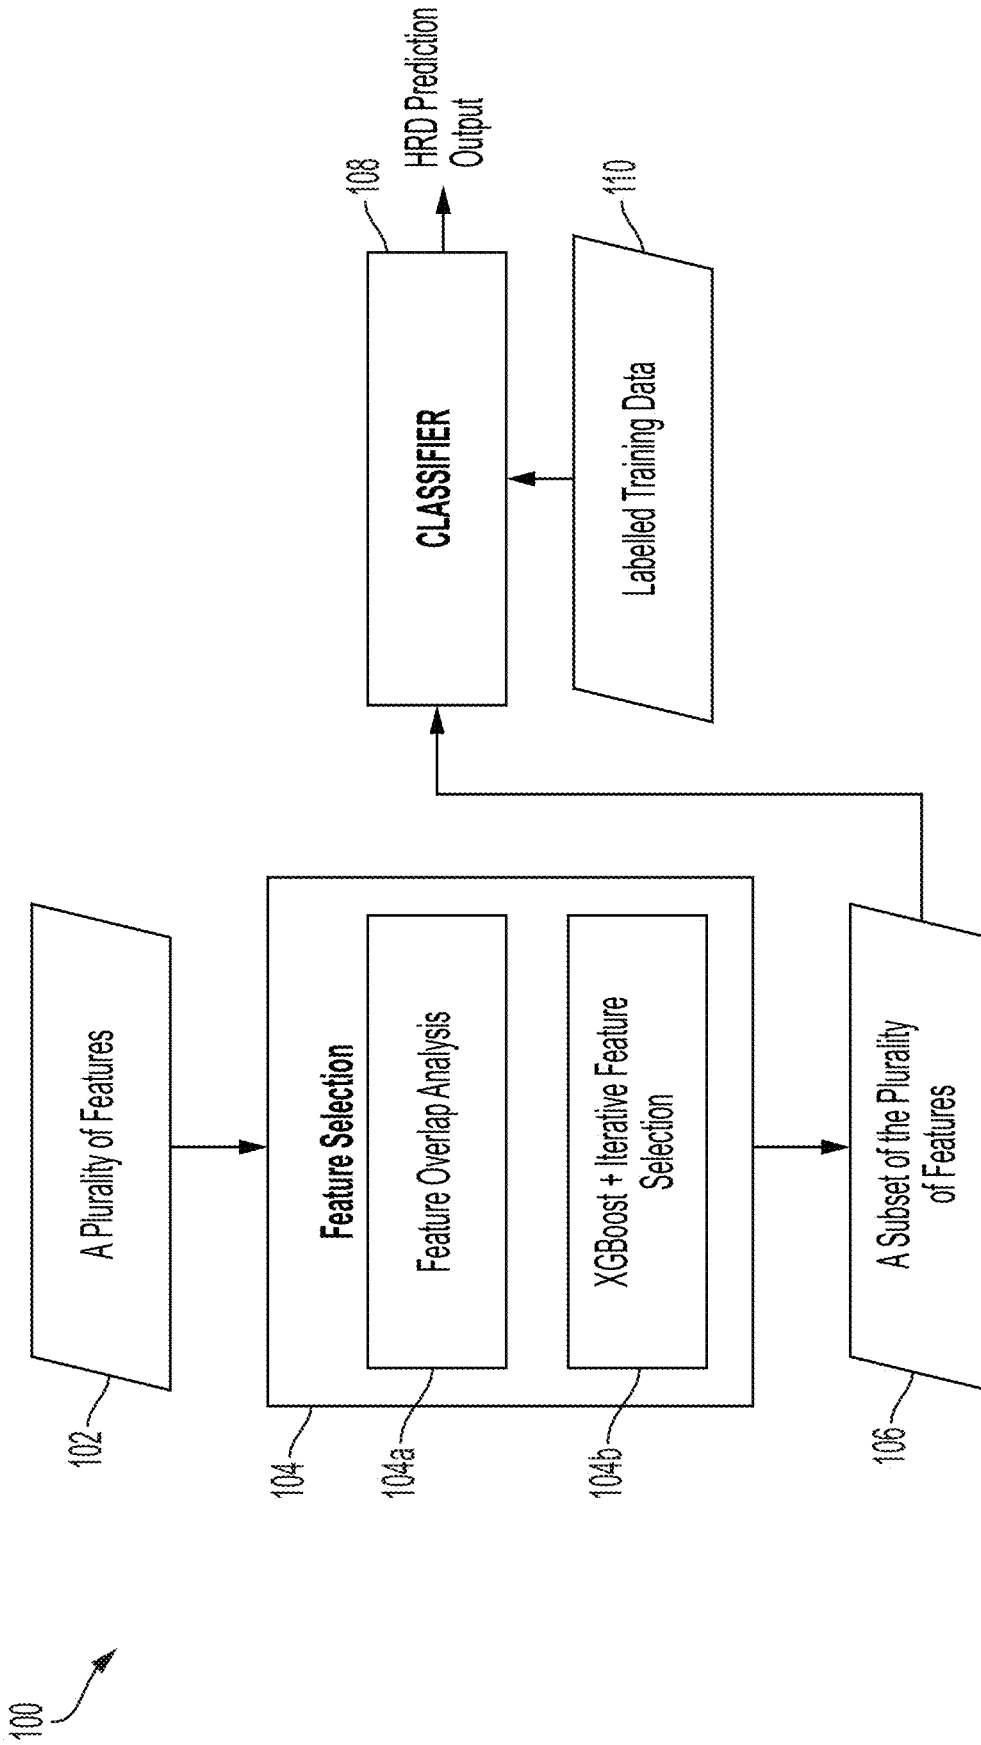 100
102
A Plurality of Features
104
Feature Selection
104a
Feature Overlap Analysis
104b
XGBoost + Iterative Feature
Selection
106
A Subset of the Plurality
of Features
108
CLASSIFIER
HRD Prediction
Output
110
Labelled Training Data